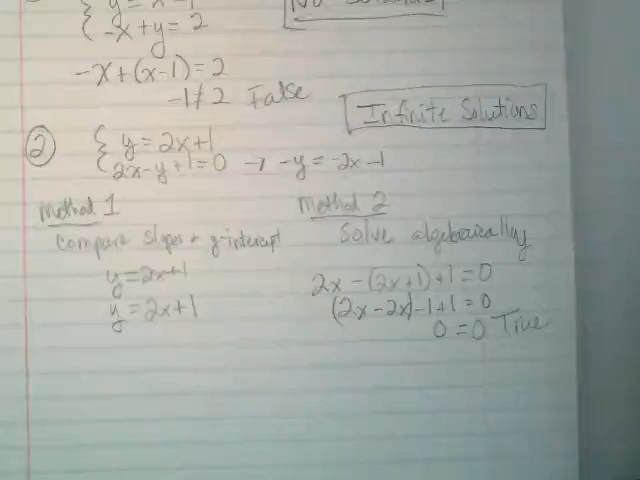 { y = x - 1
{ -x + y = 2
-x + (x - 1) = 2
-1 ≠ 2 False
Infinite Solutions
② { y = 2x + 1
{ 2x - y + 1 = 0 → -y = -2x - 1
Method 1
Compare slopes + y-intercept
y = 2x + 1
y = 2x + 1
Method 2
Solve algebraically
2x - (2x + 1) + 1 = 0
(2x - 2x) - 1 + 1 = 0
0 = 0 True